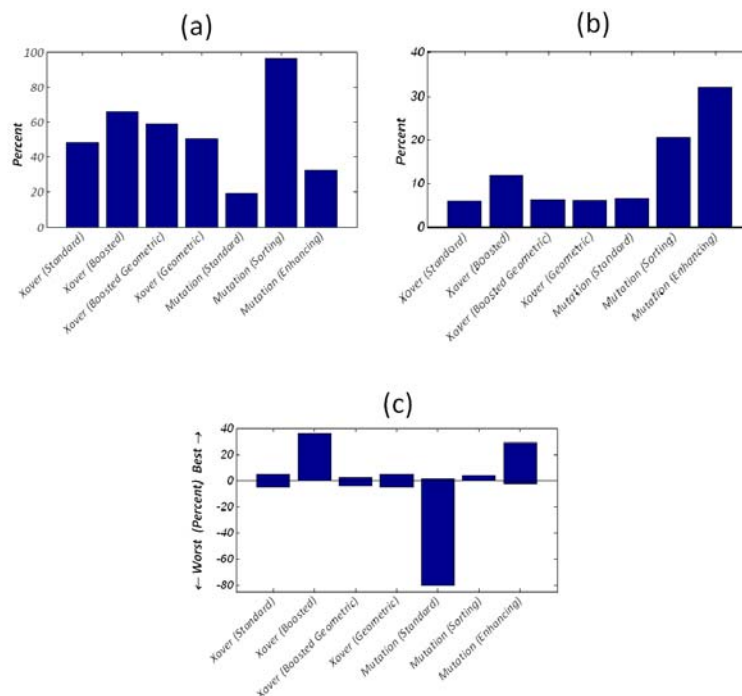 (a)
100
80
60
40
20
0
Percent
Xover (Standard)
Xover (Boosted)
Xover (Boosted Geometric)
Xover (Geometric)
Mutation (Standard)
Mutation (Sorting)
Mutation (Enhancing)
(b)
40
30
20
10
0
Percent
Xover (Standard)
Xover (Boosted)
Xover (Boosted Geometric)
Xover (Geometric)
Mutation (Standard)
Mutation (Sorting)
Mutation (Enhancing)
(c)
40
20
0
-20
-40
-60
-80
← Worst (Percent) Best →
Xover (Standard)
Xover (Boosted)
Xover (Boosted Geometric)
Xover (Geometric)
Mutation (Standard)
Mutation (Sorting)
Mutation (Enhancing)